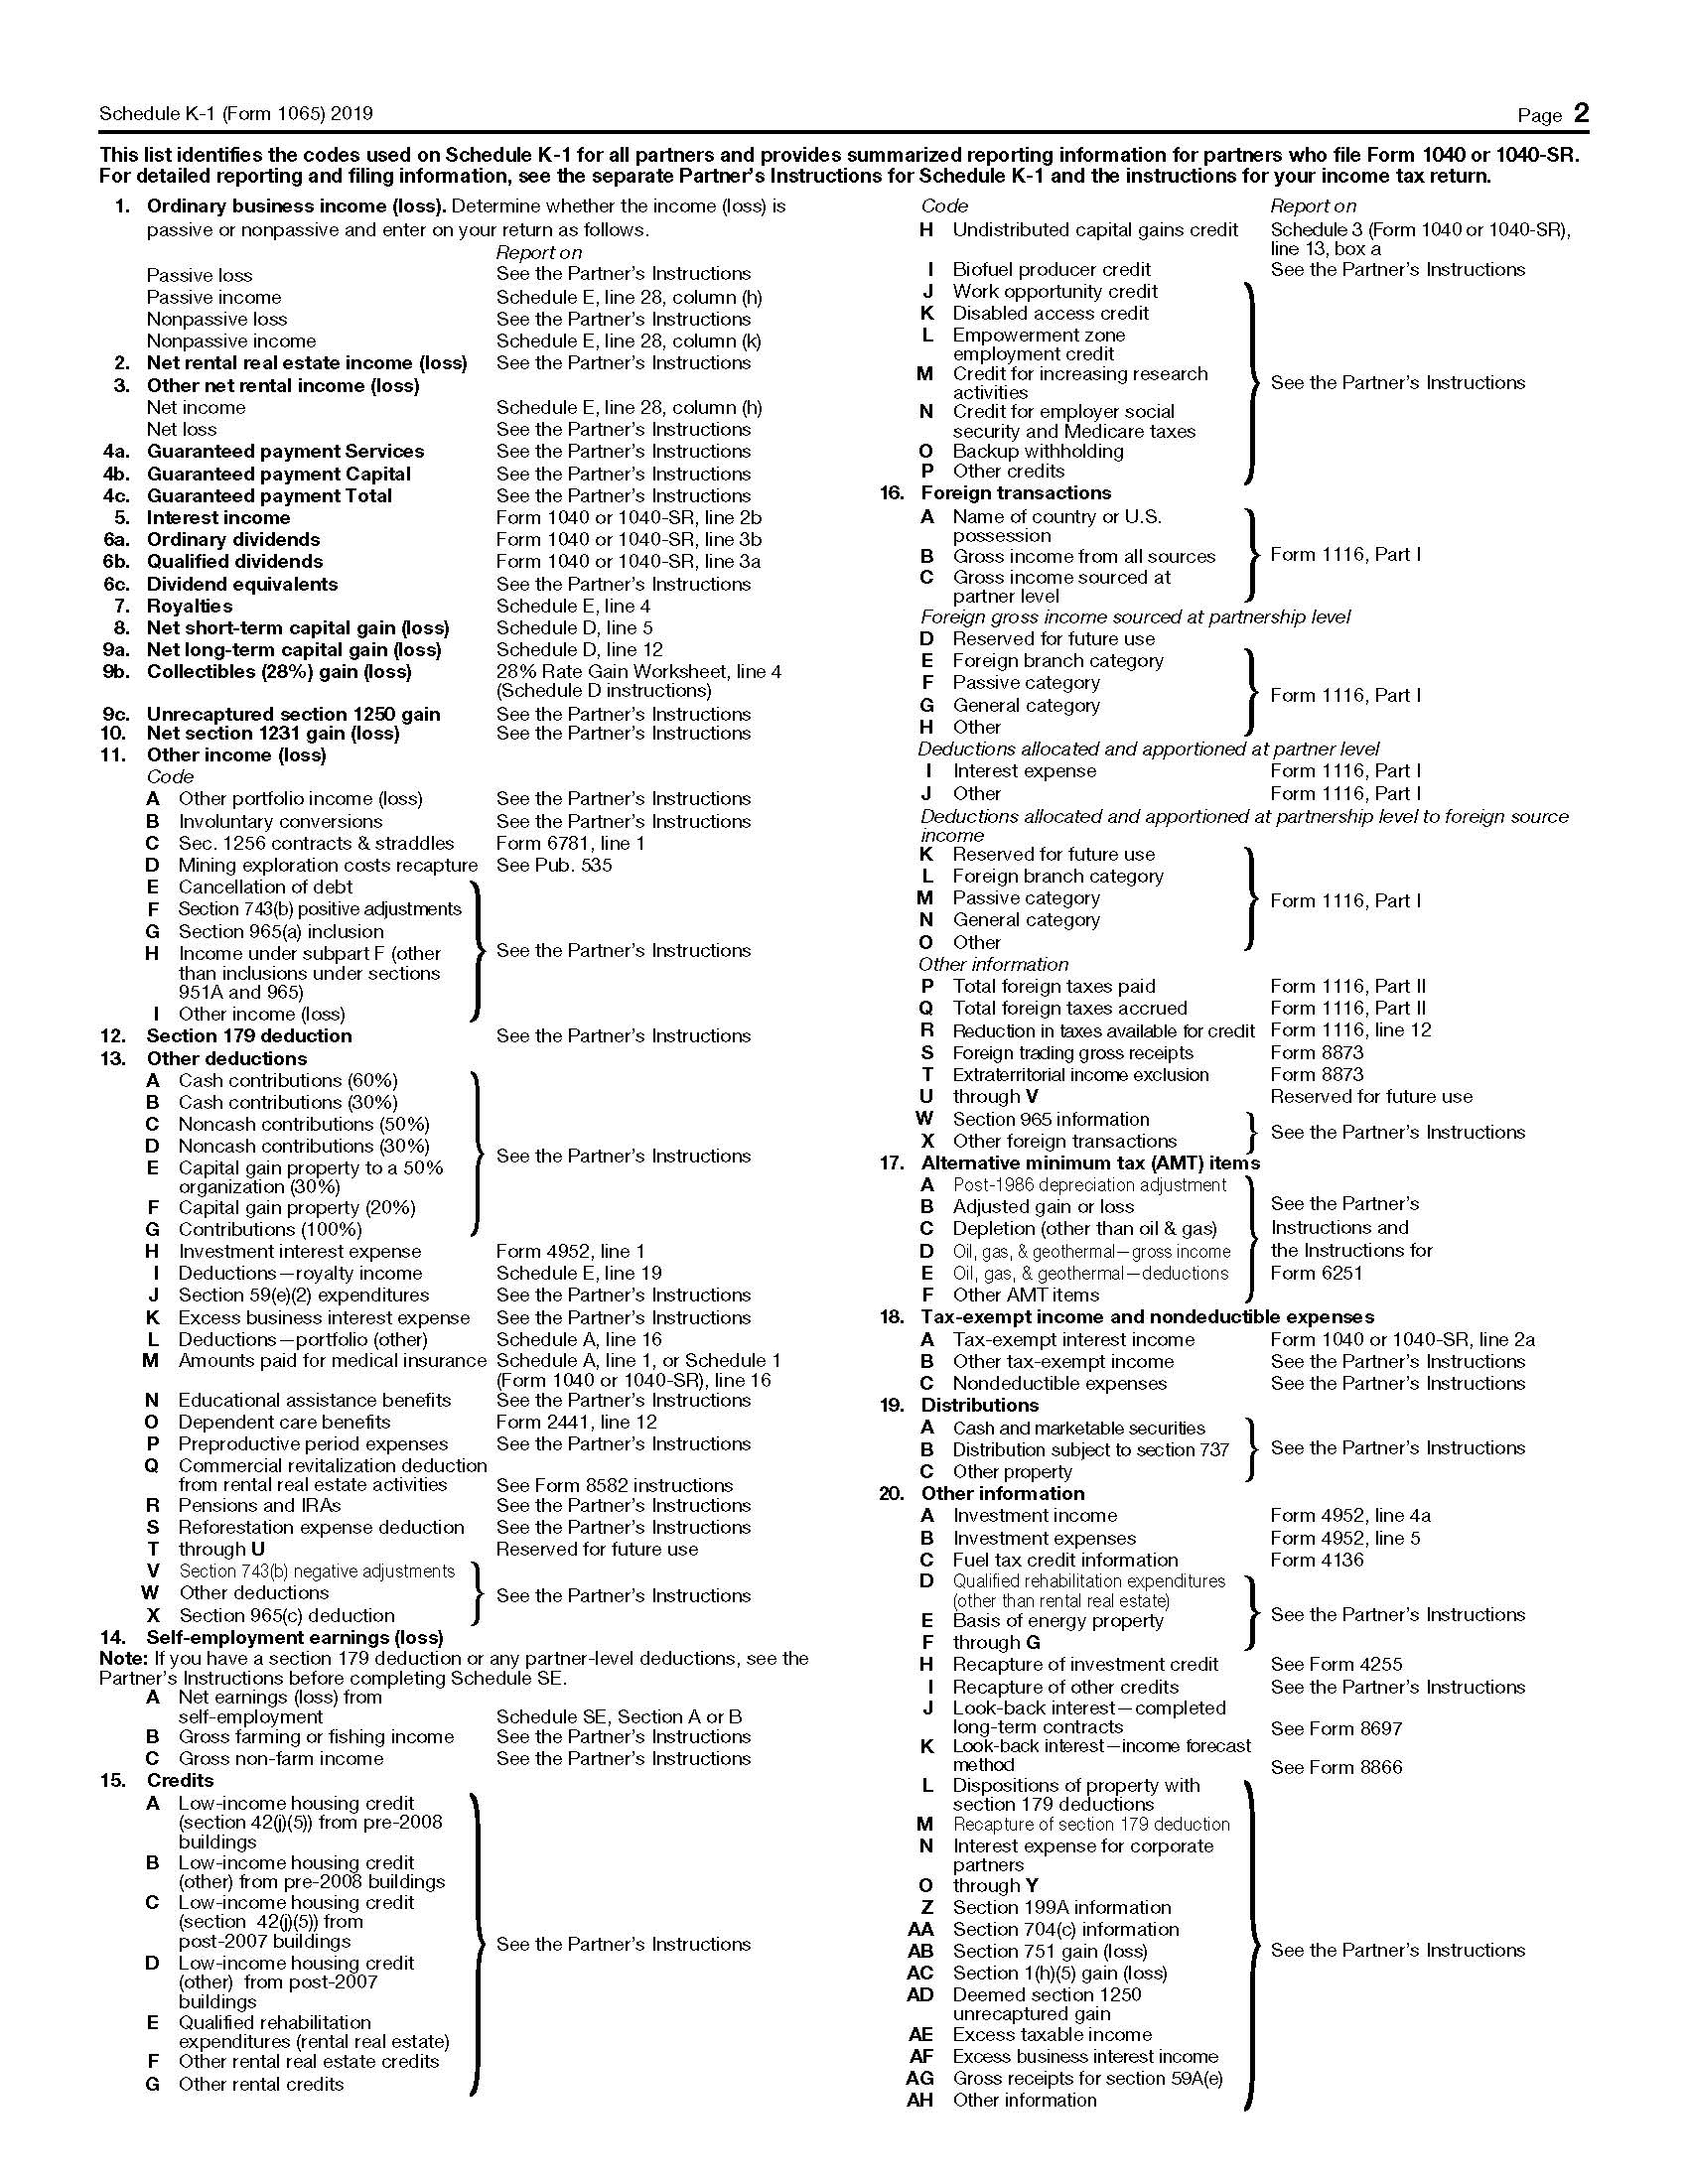 Schedule K-1 (Form 1065) 2019
Page 2
This list identifies the codes used on Schedule K-1 for all partners and provides summarized reporting information for partners who file Form 1040 or 1040-SR.
For detailed reporting and filing information, see the separate Partner's Instructions for Schedule K-1 and the instructions for your income tax return.
1. Ordinary business income (loss). Determine whether the income (loss) is
passive or nonpassive and enter on your return as follows.
Report on
Passive loss See the Partner's Instructions
Passive income Schedule E, line 28, column (h)
Nonpassive loss See the Partner's Instructions
Nonpassive income Schedule E, line 28, column (k)
2. Net rental real estate income (loss) See the Partner's Instructions
3. Other net rental income (loss)
Net income Schedule E, line 28, column (h)
Net loss See the Partner's Instructions
4a. Guaranteed payment Services See the Partner's Instructions
4b. Guaranteed payment Capital See the Partner's Instructions
4c. Guaranteed payment Total See the Partner's Instructions
5. Interest income Form 1040 or 1040-SR, line 2b
6a. Ordinary dividends Form 1040 or 1040-SR, line 3b
6b. Qualified dividends Form 1040 or 1040-SR, line 3a
6c. Dividend equivalents See the Partner's Instructions
7. Royalties Schedule E, line 4
8. Net short-term capital gain (loss) Schedule D, line 5
9a. Net long-term capital gain (loss) Schedule D, line 12
9b. Collectibles (28%) gain (loss) 28% Rate Gain Worksheet, line 4
(Schedule D instructions)
9c. Unrecaptured section 1250 gain See the Partner's Instructions
10. Net section 1231 gain (loss) See the Partner's Instructions
11. Other income (loss)
Code
A Other portfolio income (loss) See the Partner's Instructions
B Involuntary conversions See the Partner's Instructions
C Sec. 1256 contracts & straddles Form 6781, line 1
D Mining exploration costs recapture See Pub. 535
E Cancellation of debt
F Section 743(b) positive adjustments
G Section 965(a) inclusion
H Income under subpart F (other See the Partner's Instructions
than inclusions under sections
951A and 965)
I Other income (loss)
12. Section 179 deduction See the Partner's Instructions
13. Other deductions
A Cash contributions (60%)
B Cash contributions (30%)
C Noncash contributions (50%)
D Noncash contributions (30%)
E Capital gain property to a 50% See the Partner's Instructions
organization (30%)
F Capital gain property (20%)
G Contributions (100%)
H Investment interest expense Form 4952, line 1
I Deductions—royalty income Schedule E, line 19
J Section 59(e)(2) expenditures See the Partner's Instructions
K Excess business interest expense See the Partner's Instructions
L Deductions—portfolio (other) Schedule A, line 16
M Amounts paid for medical insurance Schedule A, line 1, or Schedule 1
(Form 1040 or 1040-SR), line 16
N Educational assistance benefits See the Partner's Instructions
O Dependent care benefits Form 2441, line 12
P Preproductive period expenses See the Partner's Instructions
Q Commercial revitalization deduction
from rental real estate activities See Form 8582 instructions
R Pensions and IRAs See the Partner's Instructions
S Reforestation expense deduction See the Partner's Instructions
T through U Reserved for future use
V Section 743(b) negative adjustments
W Other deductions See the Partner's Instructions
X Section 965(c) deduction
14. Self-employment earnings (loss)
Note: If you have a section 179 deduction or any partner-level deductions, see the
Partner's Instructions before completing Schedule SE.
A Net earnings (loss) from
self-employment Schedule SE, Section A or B
B Gross farming or fishing income See the Partner's Instructions
C Gross non-farm income See the Partner's Instructions
15. Credits
A Low-income housing credit
(section 42(j)(5)) from pre-2008
buildings
B Low-income housing credit
(other) from pre-2008 buildings
C Low-income housing credit
(section 42(j)(5)) from
post-2007 buildings See the Partner's Instructions
D Low-income housing credit
(other) from post-2007
buildings
E Qualified rehabilitation
expenditures (rental real estate)
F Other rental real estate credits
G Other rental credits
Code Report on
H Undistributed capital gains credit Schedule 3 (Form 1040 or 1040-SR),
line 13, box a
I Biofuel producer credit See the Partner's Instructions
J Work opportunity credit
K Disabled access credit
L Empowerment zone
employment credit
M Credit for increasing research See the Partner's Instructions
activities
N Credit for employer social
security and Medicare taxes
O Backup withholding
P Other credits
16. Foreign transactions
A Name of country or U.S.
possession
B Gross income from all sources Form 1116, Part I
C Gross income sourced at
partner level
Foreign gross income sourced at partnership level
D Reserved for future use
E Foreign branch category
F Passive category Form 1116, Part I
G General category
H Other
Deductions allocated and apportioned at partner level
I Interest expense Form 1116, Part I
J Other Form 1116, Part I
Deductions allocated and apportioned at partnership level to foreign source
income
K Reserved for future use
L Foreign branch category
M Passive category Form 1116, Part I
N General category
O Other
Other information
P Total foreign taxes paid Form 1116, Part II
Q Total foreign taxes accrued Form 1116, Part II
R Reduction in taxes available for credit Form 1116, line 12
S Foreign trading gross receipts Form 8873
T Extraterritorial income exclusion Form 8873
U through V Reserved for future use
W Section 965 information See the Partner's Instructions
X Other foreign transactions
17. Alternative minimum tax (AMT) items
A Post-1986 depreciation adjustment
B Adjusted gain or loss See the Partner's
C Depletion (other than oil & gas) Instructions and
D Oil, gas, & geothermal—gross income the Instructions for
E Oil, gas, & geothermal—deductions Form 6251
F Other AMT items
18. Tax-exempt income and nondeductible expenses
A Tax-exempt interest income Form 1040 or 1040-SR, line 2a
B Other tax-exempt income See the Partner's Instructions
C Nondeductible expenses See the Partner's Instructions
19. Distributions
A Cash and marketable securities
B Distribution subject to section 737 See the Partner's Instructions
C Other property
20. Other information
A Investment income Form 4952, line 4a
B Investment expenses Form 4952, line 5
C Fuel tax credit information Form 4136
D Qualified rehabilitation expenditures
(other than rental real estate) See the Partner's Instructions
E Basis of energy property
F through G
H Recapture of investment credit See Form 4255
I Recapture of other credits See the Partner's Instructions
J Look-back interest—completed
long-term contracts See Form 8697
K Look-back interest—income forecast
method See Form 8866
L Dispositions of property with
section 179 deductions
M Recapture of section 179 deduction
N Interest expense for corporate
partners
O through Y
Z Section 199A information
AA Section 704(c) information
AB Section 751 gain (loss) See the Partner's Instructions
AC Section 1(h)(5) gain (loss)
AD Deemed section 1250
unrecaptured gain
AE Excess taxable income
AF Excess business interest income
AG Gross receipts for section 59A(e)
AH Other information